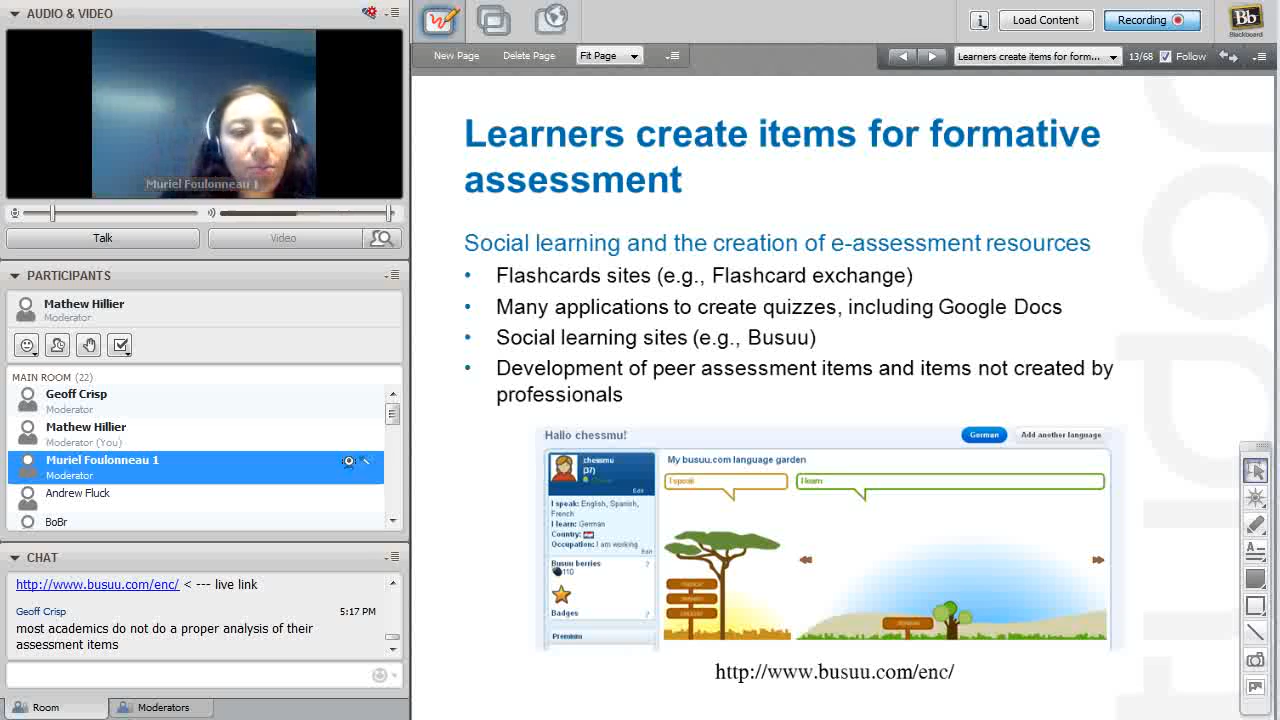 AUDIO & VIDEO
Muriel Foulonneau 1
Talk
Video
PARTICIPANTS
Mathew Hillier
Moderator
MAIN ROOM (22)
Geoff Crisp
Moderator
Mathew Hillier
Moderator (You)
Muriel Foulonneau 1
Moderator
Andrew Fluck
BoBr
CHAT
http://www.busuu.com/enc/ < --- live link
Geoff Crisp 5:17 PM
most academics do not do a proper analysis of their
assessment items
Room
Moderators
Load Content
Recording
Bb
Blackboard
New Page
Delete Page
Fit Page
Learners create items for form...
13/68
Follow
Learners create items for formative
assessment
Social learning and the creation of e-assessment resources
• Flashcards sites (e.g., Flashcard exchange)
• Many applications to create quizzes, including Google Docs
• Social learning sites (e.g., Busuu)
• Development of peer assessment items and items not created by
professionals
Hallo chessmu!
German
Add another language
chessmu
(37)
Edit
My busuu.com language garden
I speak
I learn
I speak: English, Spanish,
French
I learn: German
Country:
Occupation: I am working
Edit
Busuu berries ?
110
Badges ?
Premium
http://www.busuu.com/enc/